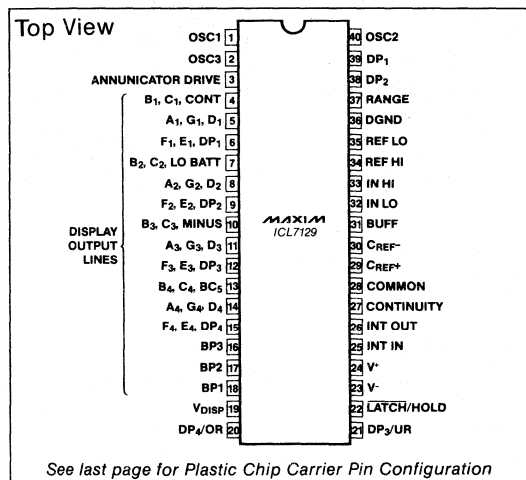 Top View
OSC1 1
OSC3 2
ANNUNICATOR DRIVE 3
B1, C1, CONT 4
A1, G1, D1 5
F1, E1, DP1 6
B2, C2, LO BATT 7
A2, G2, D2 8
F2, E2, DP2 9
B3, C3, MINUS 10
A3, G3, D3 11
F3, E3, DP3 12
B4, C4, BC5 13
A4, G4, D4 14
F4, E4, DP4 15
BP3 16
BP2 17
BP1 18
VDISP 19
DP4/OR 20
DISPLAY
OUTPUT
LINES
MAXIM
ICL7129
40 OSC2
39 DP1
38 DP2
37 RANGE
36 DGND
35 REF LO
34 REF HI
33 IN HI
32 IN LO
31 BUFF
30 CREF-
29 CREF+
28 COMMON
27 CONTINUITY
26 INT OUT
25 INT IN
24 V+
23 V-
22 LATCH/HOLD
21 DP3/UR
See last page for Plastic Chip Carrier Pin Configuration